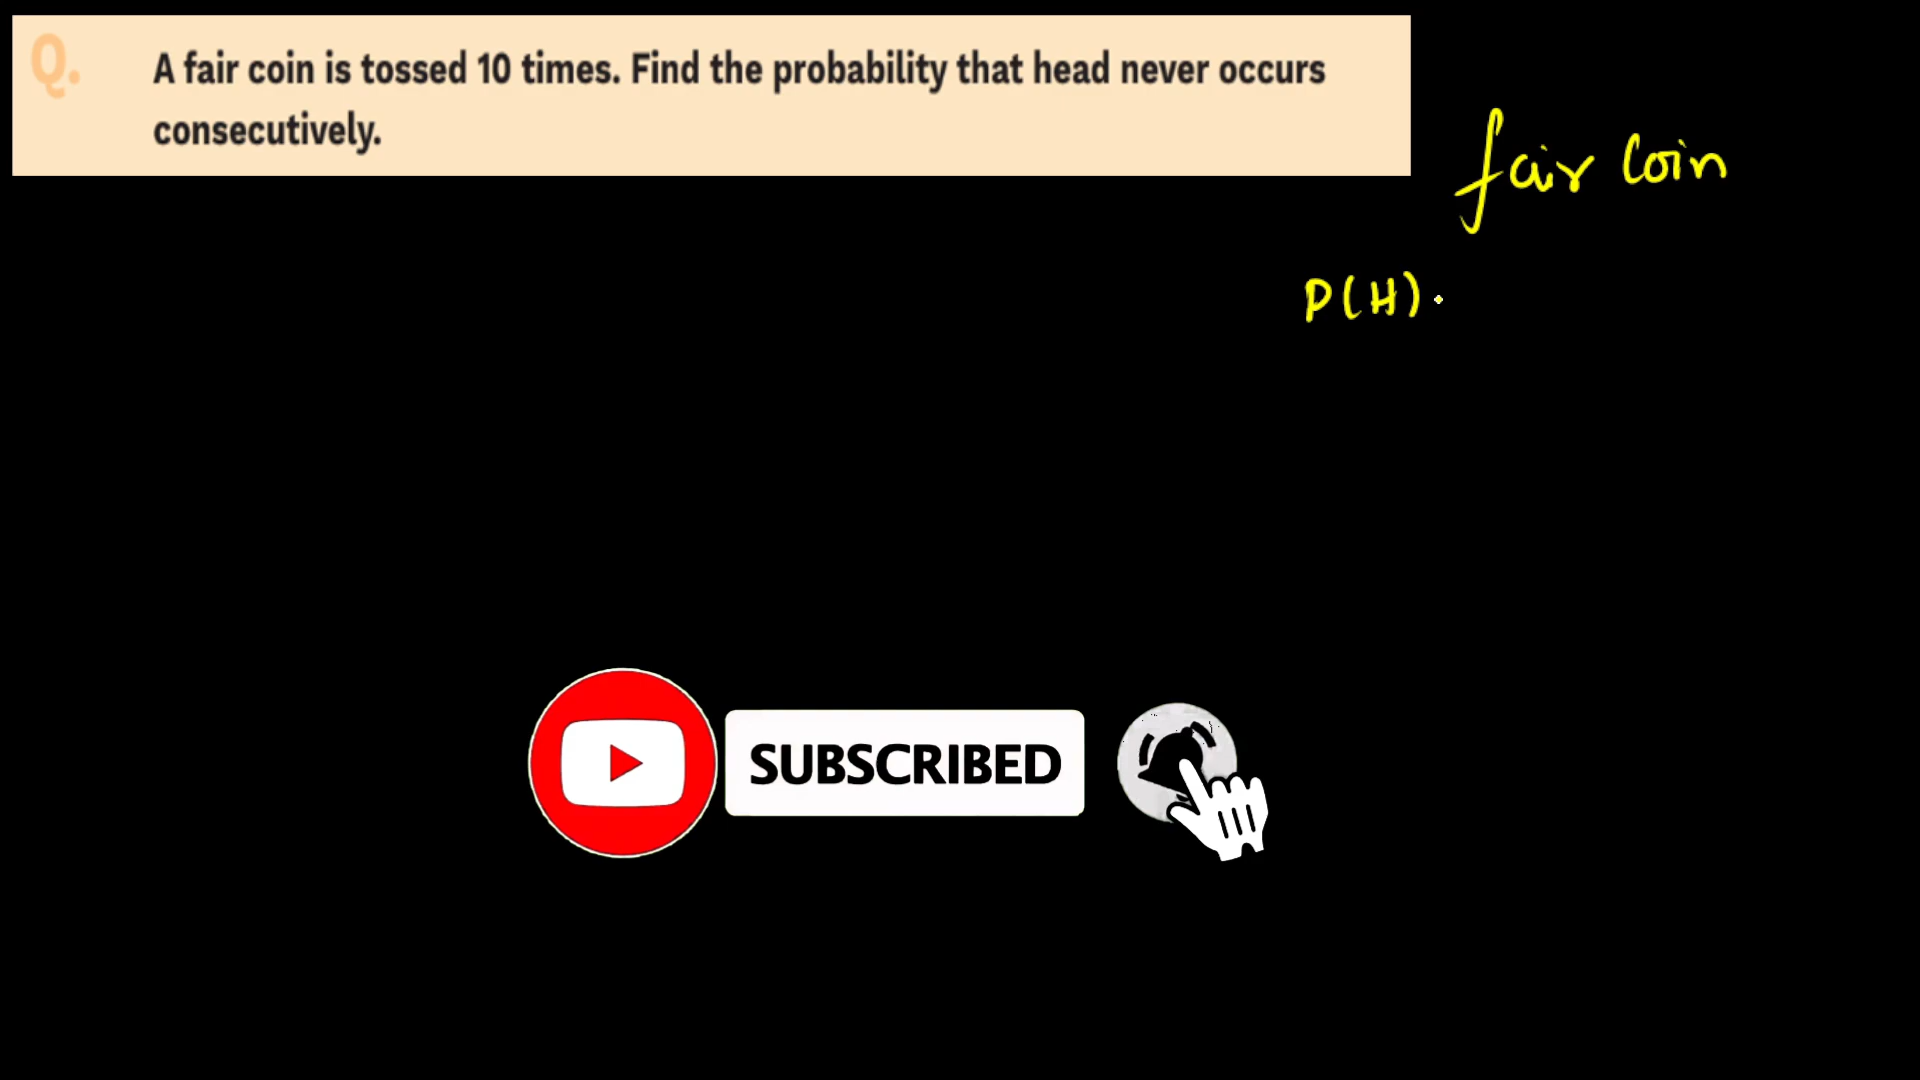 Q. A fair coin is tossed 10 times. Find the probability that head never occurs
consecutively.
fair coin
P(H)
SUBSCRIBED